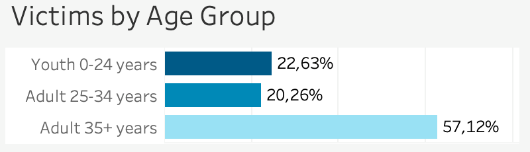 Victims by Age Group
Youth 0-24 years 22,63%
Adult 25-34 years 20,26%
Adult 35+ years 57,12%